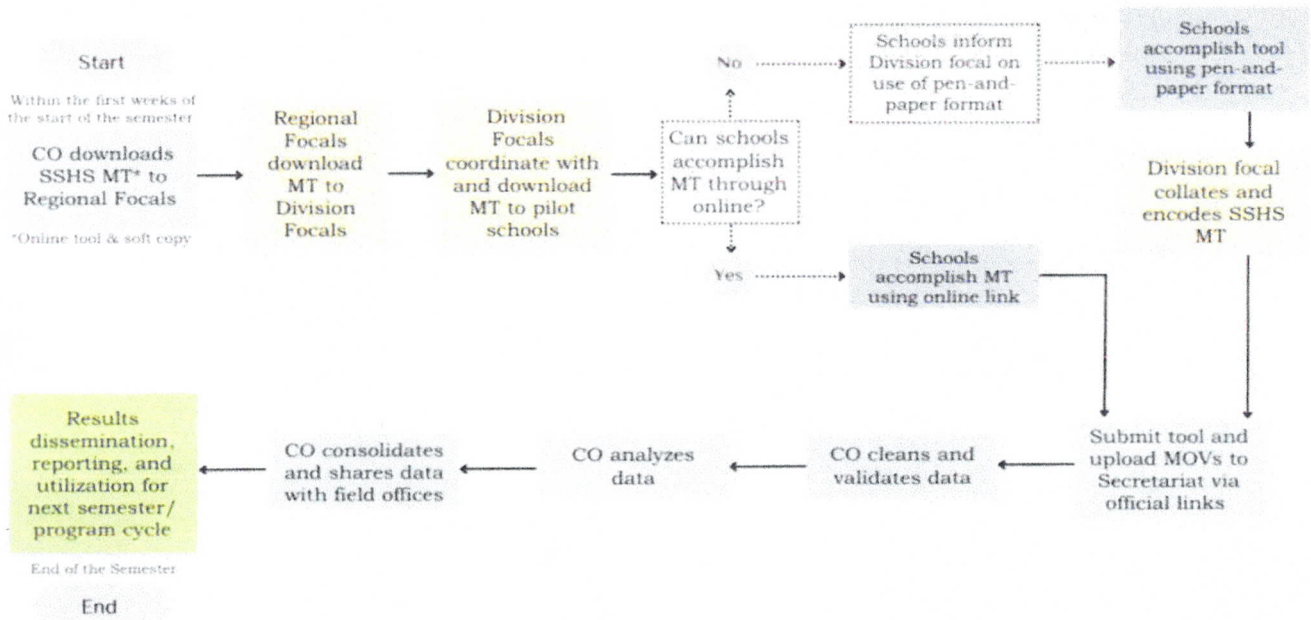 Start
Within the first weeks of
the start of the semester
CO downloads
SSHS MT* to
Regional Focals
*Online tool & soft copy
Regional
Focals
download
MT to
Division
Focals
Division
Focals
coordinate with
and download
MT to pilot
schools
Can schools
accomplish
MT through
online?
No
Schools inform
Division focal on
use of pen-and-
paper format
Schools
accomplish tool
using pen-and-
paper format
Division focal
collates and
encodes SSHS
MT
Yes
Schools
accomplish MT
using online link
Submit tool and
upload MOVs to
Secretariat via
official links
CO cleans and
validates data
CO analyzes
data
CO consolidates
and shares data
with field offices
Results
dissemination,
reporting, and
utilization for
next semester/
program cycle
End of the Semester
End